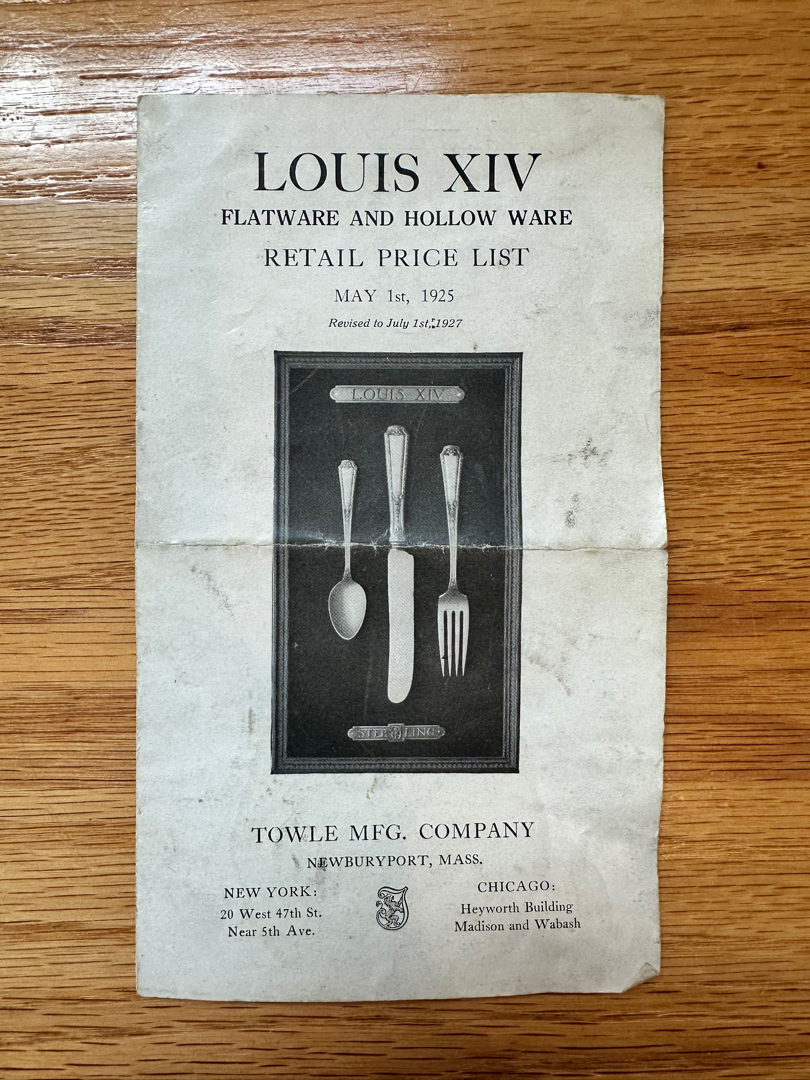 LOUIS XIV
FLATWARE AND HOLLOW WARE
RETAIL PRICE LIST
MAY 1st, 1925
Revised to July 1st, 1927
LOUIS XIV
STERLING
TOWLE MFG. COMPANY
NEWBURYPORT, MASS.
NEW YORK:
20 West 47th St.
Near 5th Ave.
CHICAGO:
Heyworth Building
Madison and Wabash